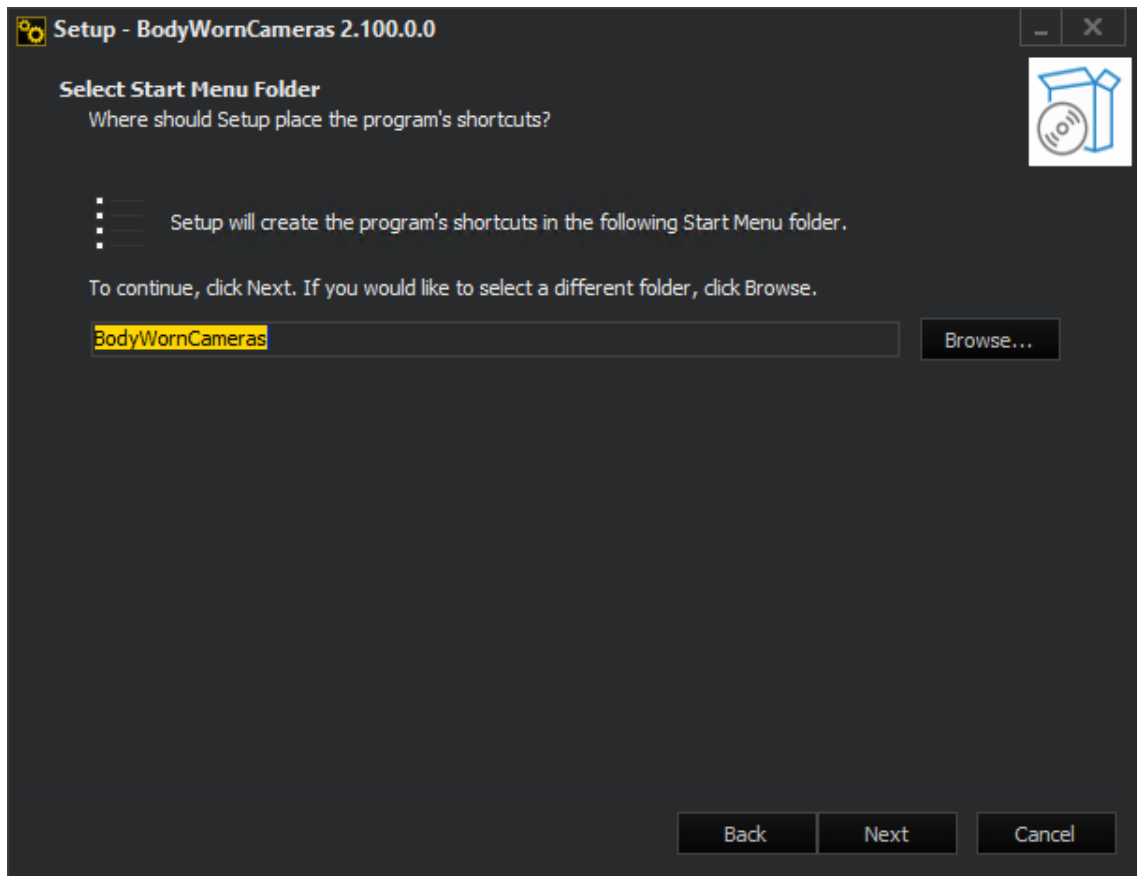 Setup - BodyWornCameras 2.100.0.0
Select Start Menu Folder
Where should Setup place the program's shortcuts?
Setup will create the program's shortcuts in the following Start Menu folder.
To continue, click Next. If you would like to select a different folder, click Browse.
BodyWornCameras
Browse...
Back
Next
Cancel